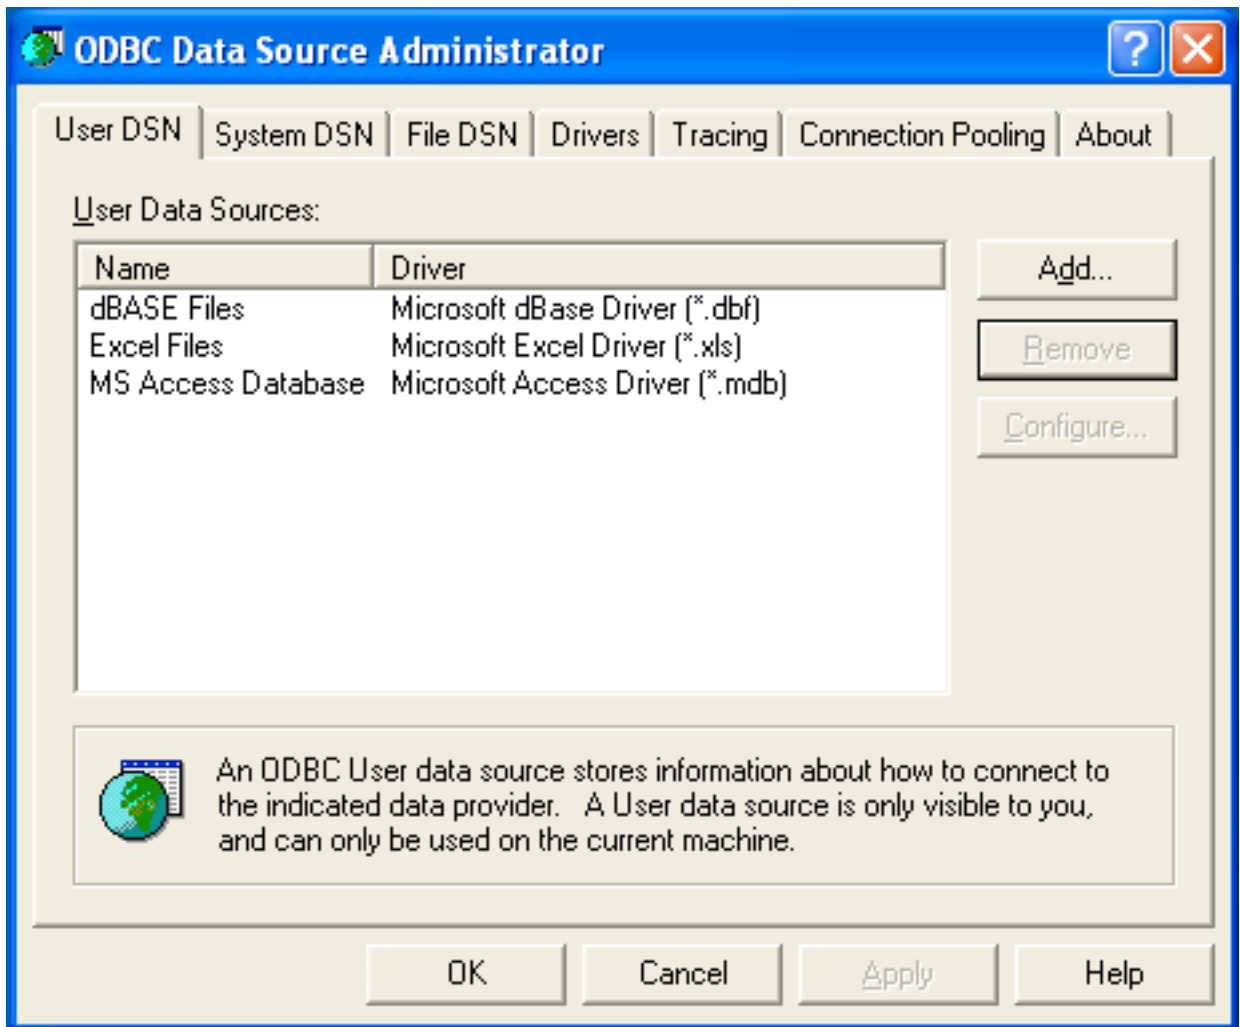 ODBC Data Source Administrator
User DSN System DSN File DSN Drivers Tracing Connection Pooling About
User Data Sources:
Name Driver
dBASE Files Microsoft dBase Driver (*.dbf)
Excel Files Microsoft Excel Driver (*.xls)
MS Access Database Microsoft Access Driver (*.mdb)
Add...
Remove
Configure...
An ODBC User data source stores information about how to connect to
the indicated data provider. A User data source is only visible to you,
and can only be used on the current machine.
OK Cancel Apply Help